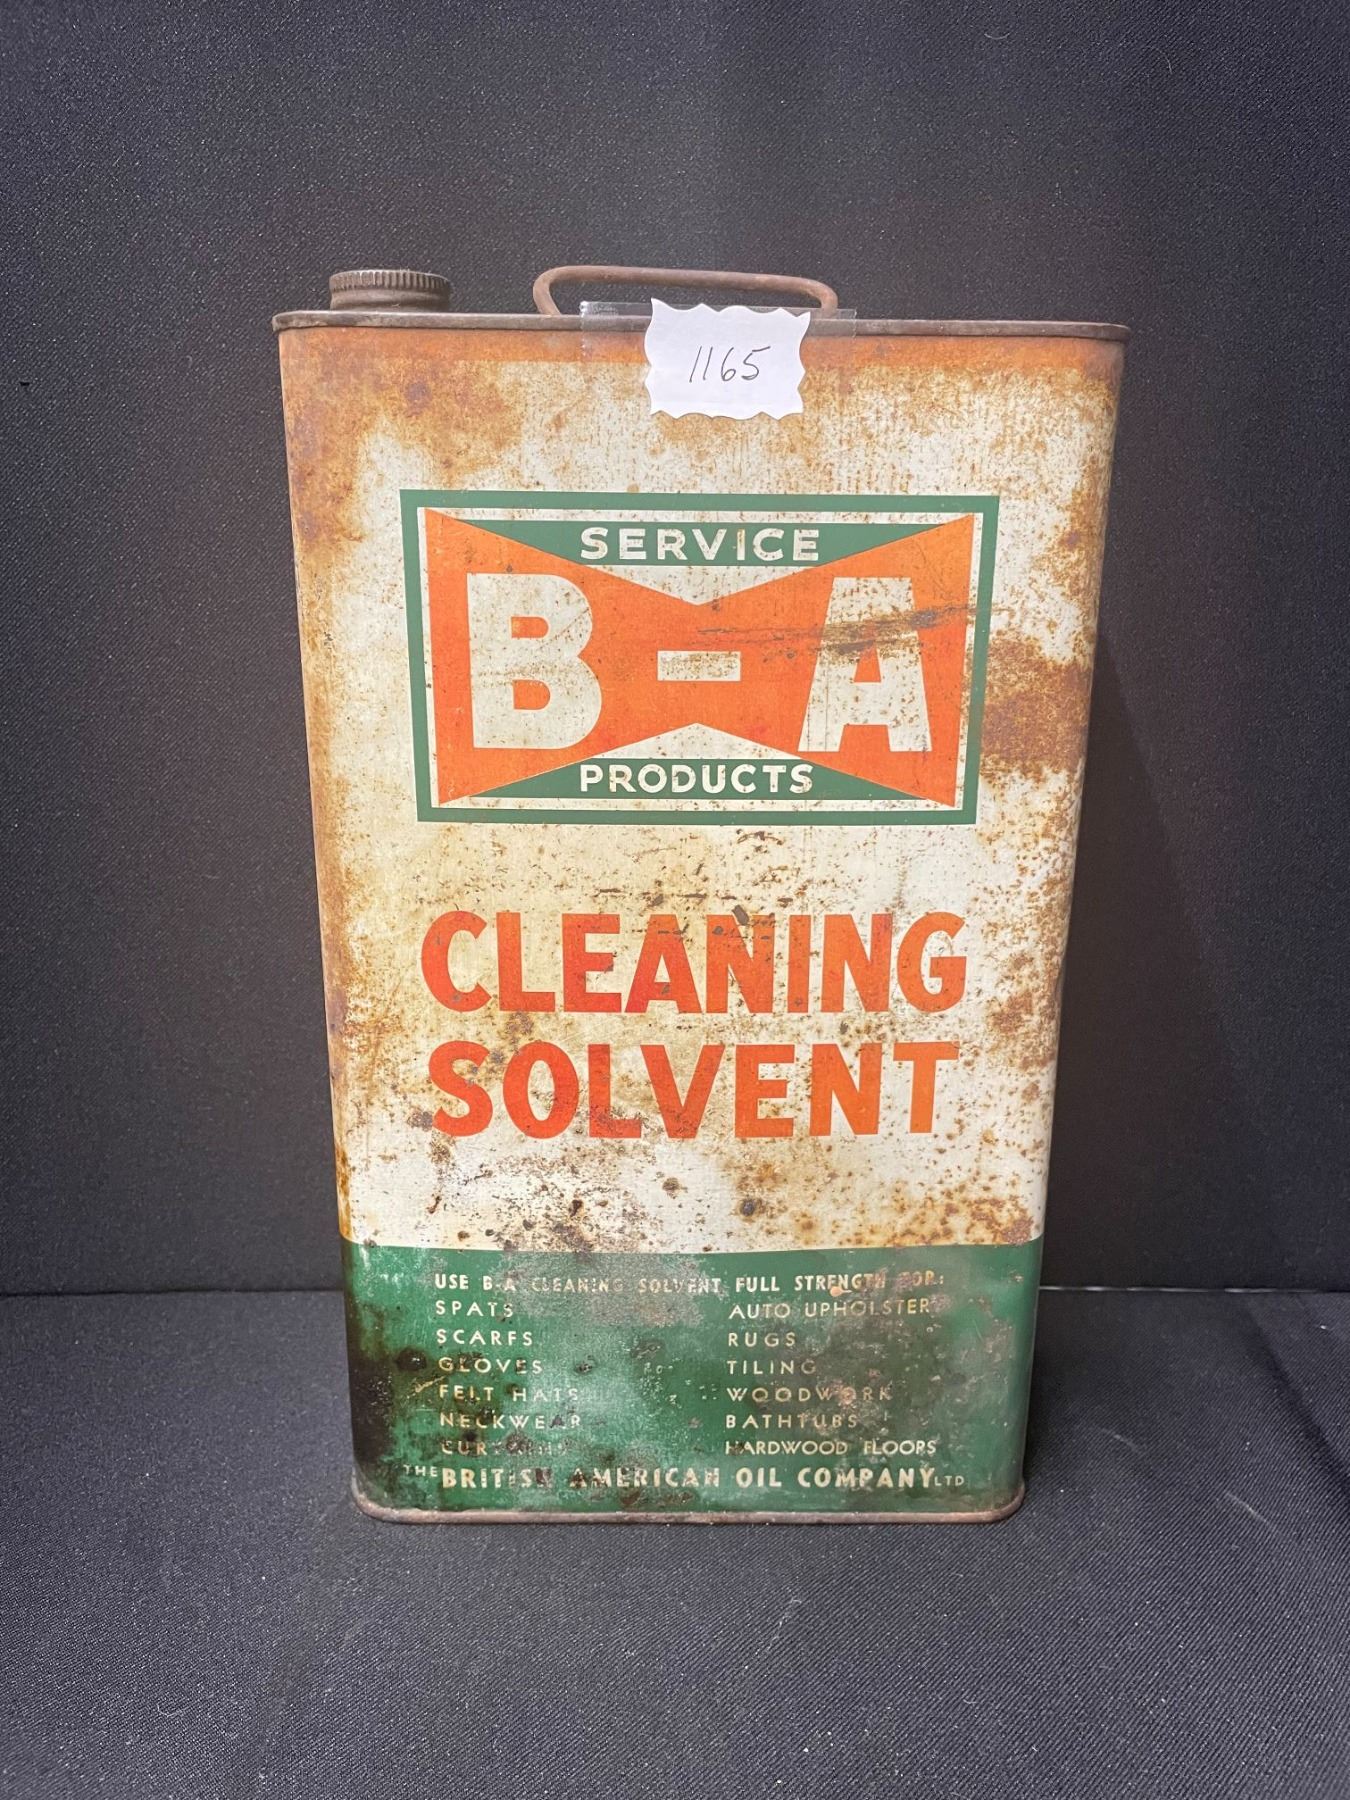 1165
SERVICE
B-A
PRODUCTS
CLEANING
SOLVENT
USE B-A CLEANING SOLVENT FULL STRENGTH FOR:
SPATS AUTO UPHOLSTERY
SCARFS RUGS
GLOVES TILING
FELT HATS WOODWORK
NECKWEAR BATHTUBS
CURTAINS HARDWOOD FLOORS
THE BRITISH AMERICAN OIL COMPANY LTD